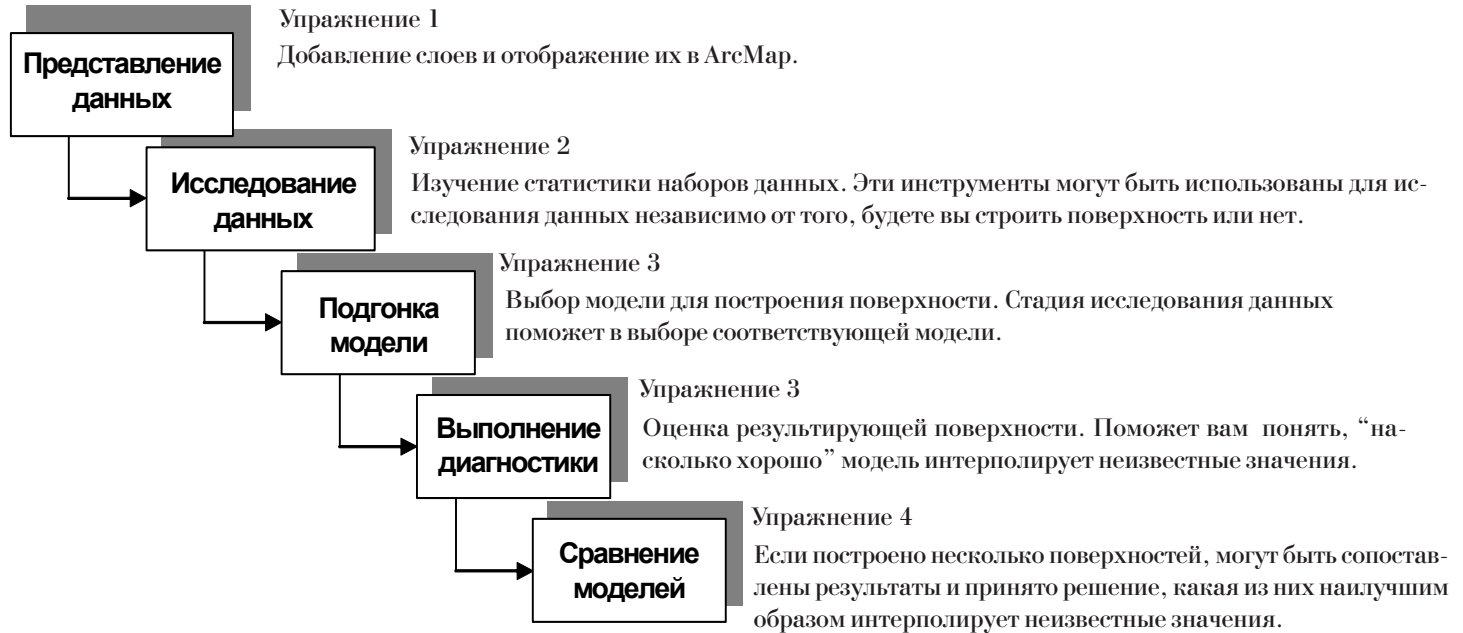 Упражнение 1
Представление
данных
Добавление слоев и отображение их в ArcMap.
Упражнение 2
Исследование
данных
Изучение статистики наборов данных. Эти инструменты могут быть использованы для ис-
следования данных независимо от того, будете вы строить поверхность или нет.
Упражнение 3
Подгонка
модели
Выбор модели для построения поверхности. Стадия исследования данных
поможет в выборе соответствующей модели.
Упражнение 3
Выполнение
диагностики
Оценка результирующей поверхности. Поможет вам понять, “на-
сколько хорошо” модель интерполирует неизвестные значения.
Упражнение 4
Сравнение
моделей
Если построено несколько поверхностей, могут быть сопостав-
лены результаты и принято решение, какая из них наилучшим
образом интерполирует неизвестные значения.